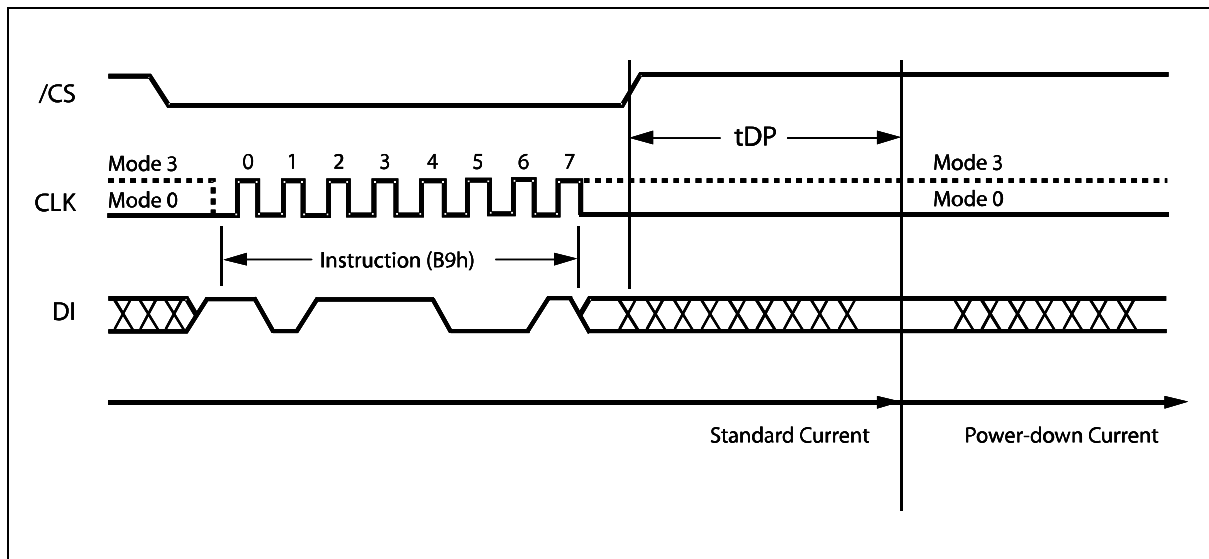 /CS
tDP
Mode 3
0 1 2 3 4 5 6 7
Mode 3
CLK
Mode 0
Mode 0
Instruction (B9h)
DI
Standard Current
Power-down Current